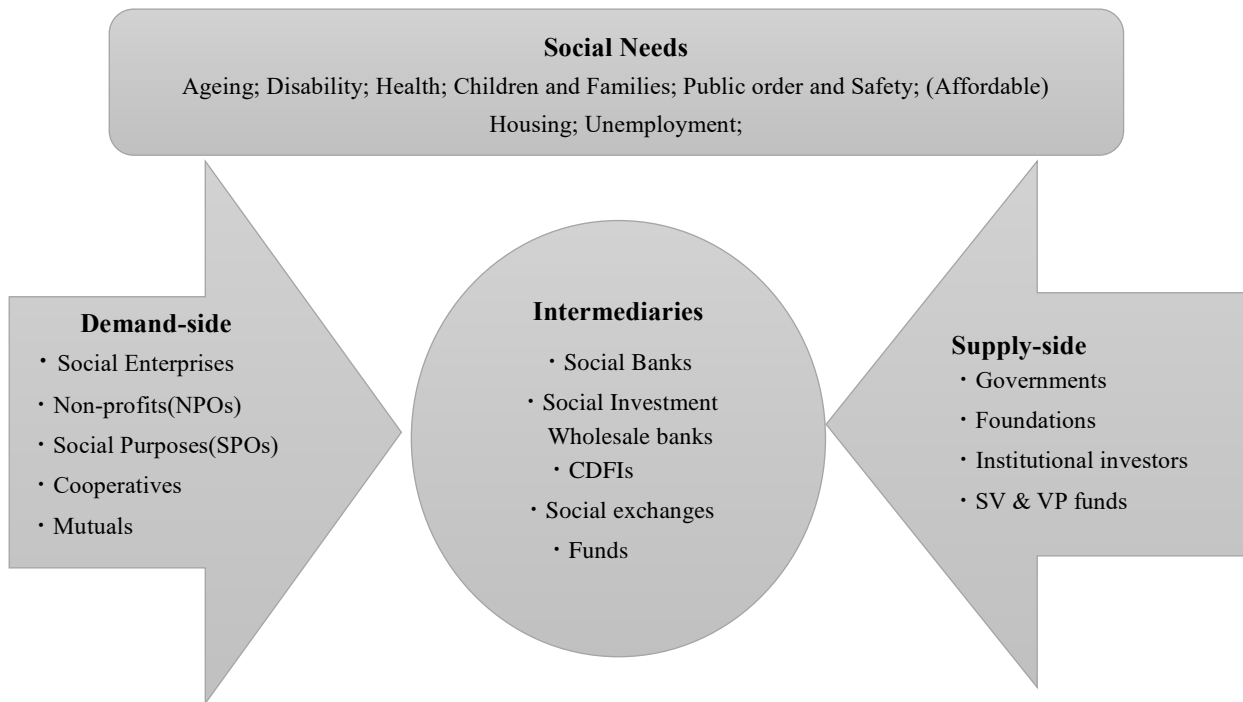 Social Needs
Ageing; Disability; Health; Children and Families; Public order and Safety; (Affordable)
Housing; Unemployment;
Demand-side
・Social Enterprises
・Non-profits(NPOs)
・Social Purposes(SPOs)
・Cooperatives
・Mutuals
Intermediaries
・Social Banks
・Social Investment
Wholesale banks
・CDFIs
・Social exchanges
・Funds
Supply-side
・Governments
・Foundations
・Institutional investors
・SV & VP funds